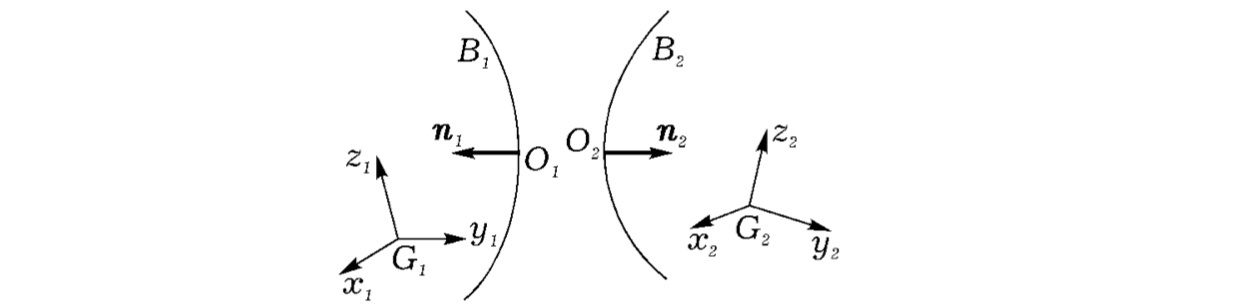 B₁ B₂
n₁ O₁ O₂ n₂
z₁ z₂
y₁
G₁ G₂
x₁ x₂ y₂